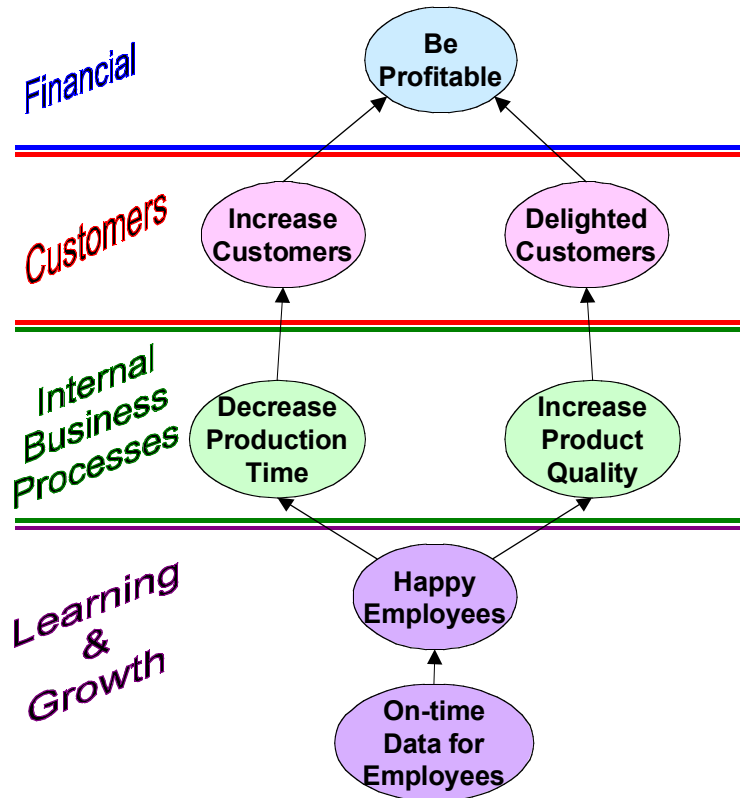 Financial
Be
Profitable
Customers
Increase
Customers
Delighted
Customers
Internal
Business
Processes
Decrease
Production
Time
Increase
Product
Quality
Learning
&
Growth
Happy
Employees
On-time
Data for
Employees